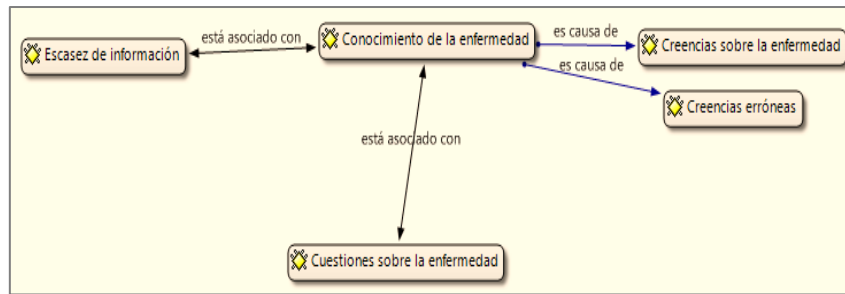 Escasez de información
está asociado con
Conocimiento de la enfermedad
es causa de
Creencias sobre la enfermedad
es causa de
Creencias erróneas
está asociado con
Cuestiones sobre la enfermedad